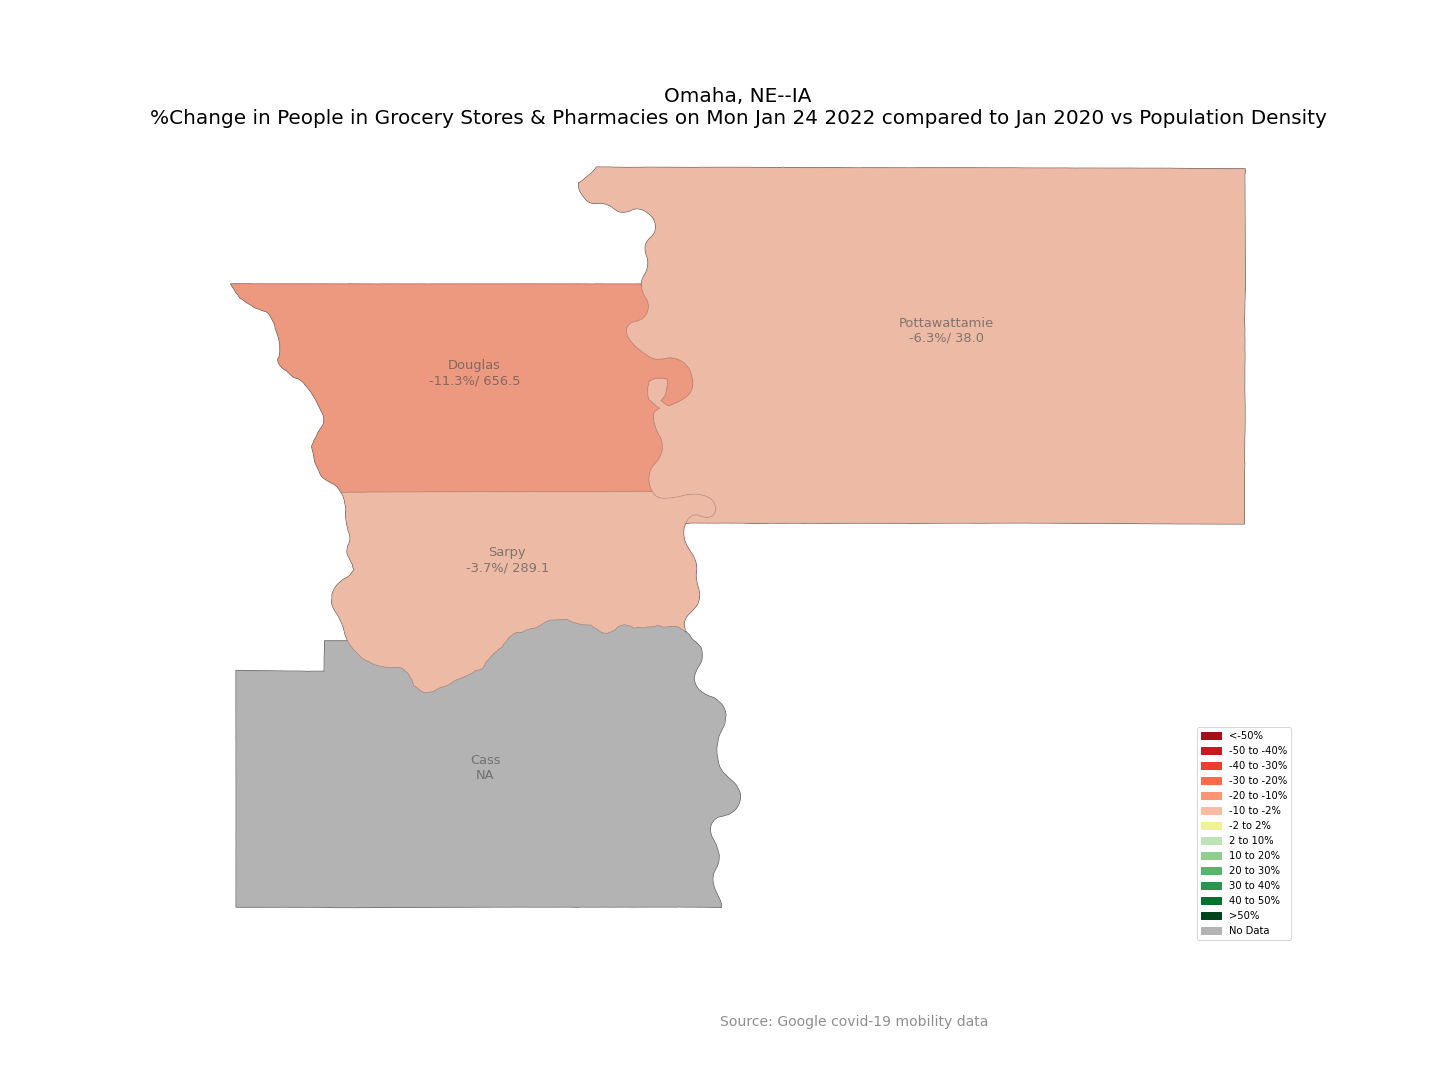 Omaha, NE--IA
%Change in People in Grocery Stores & Pharmacies on Mon Jan 24 2022 compared to Jan 2020 vs Population Density
Pottawattamie
-6.3%/ 38.0
Douglas
-11.3%/ 656.5
Sarpy
-3.7%/ 289.1
Cass
NA
<-50%
-50 to -40%
-40 to -30%
-30 to -20%
-20 to -10%
-10 to -2%
-2 to 2%
2 to 10%
10 to 20%
20 to 30%
30 to 40%
40 to 50%
>50%
No Data
Source: Google covid-19 mobility data